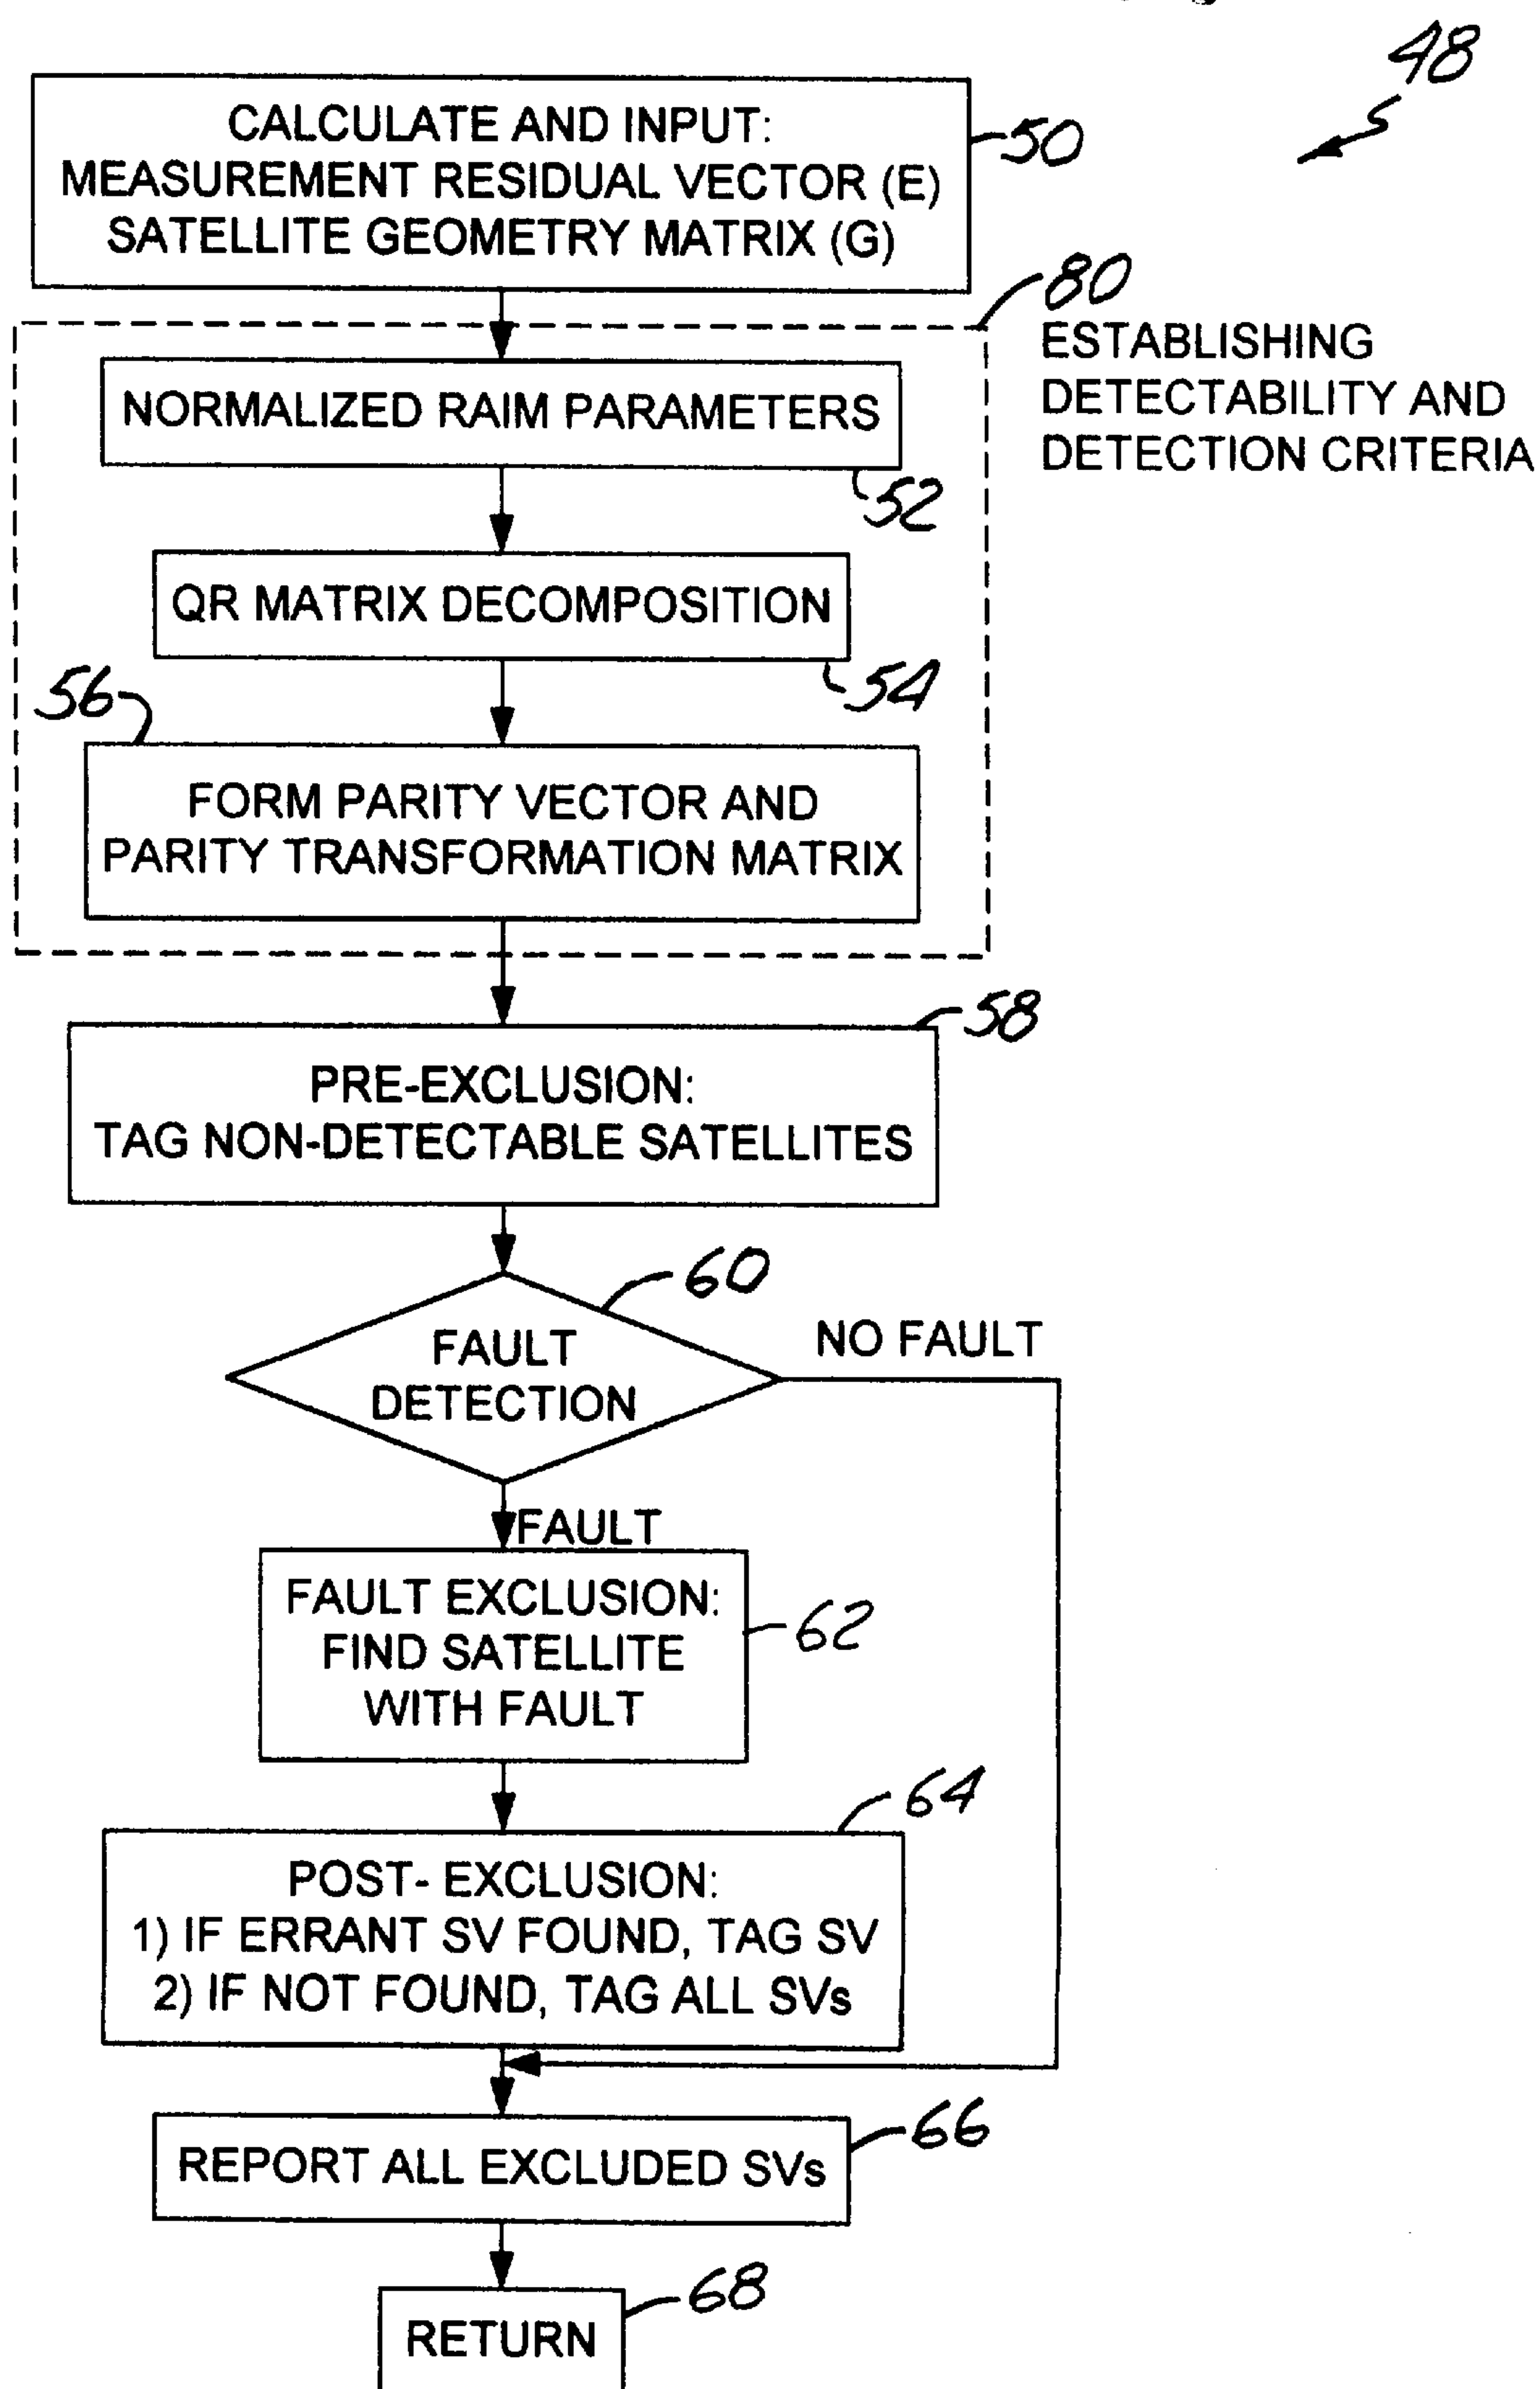 48
CALCULATE AND INPUT:
MEASUREMENT RESIDUAL VECTOR (E)
SATELLITE GEOMETRY MATRIX (G)
50
80
ESTABLISHING
DETECTABILITY AND
DETECTION CRITERIA
NORMALIZED RAIM PARAMETERS
52
QR MATRIX DECOMPOSITION
54
56
FORM PARITY VECTOR AND
PARITY TRANSFORMATION MATRIX
58
PRE-EXCLUSION:
TAG NON-DETECTABLE SATELLITES
60
FAULT
DETECTION
NO FAULT
FAULT
FAULT EXCLUSION:
FIND SATELLITE
WITH FAULT
62
64
POST- EXCLUSION:
1) IF ERRANT SV FOUND, TAG SV
2) IF NOT FOUND, TAG ALL SVs
66
REPORT ALL EXCLUDED SVs
68
RETURN